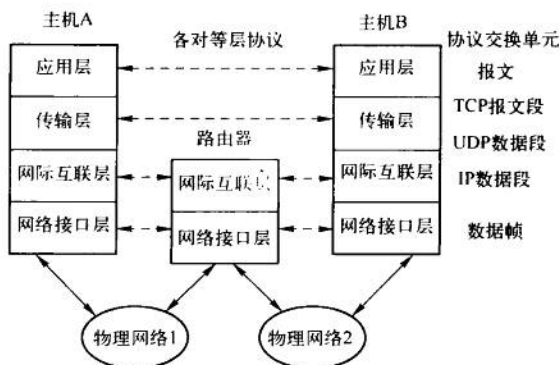 主机A
各对等层协议
主机B
协议交换单元
应用层
应用层
报文
传输层
传输层
TCP报文段
路由器
UDP数据段
网际互联层
网际互联层
网际互联层
IP数据段
网络接口层
网络接口层
网络接口层
数据帧
物理网络1
物理网络2